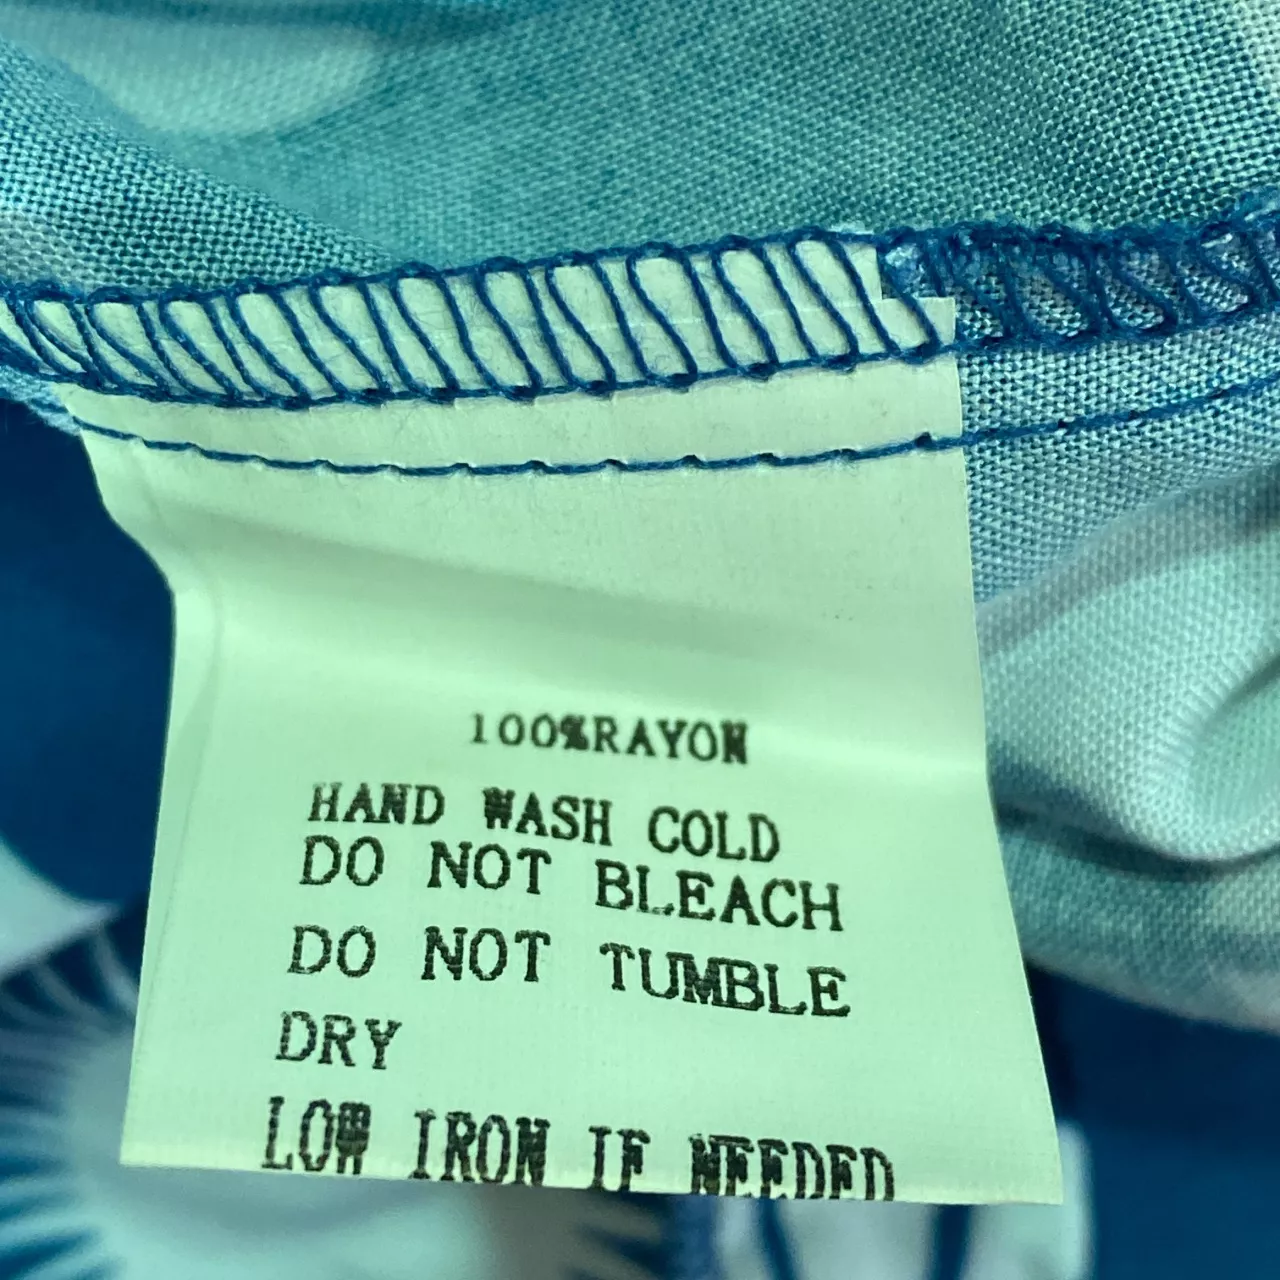 100%RAYON
HAND WASH COLD
DO NOT BLEACH
DO NOT TUMBLE
DRY
LOW IRON IF NEEDED